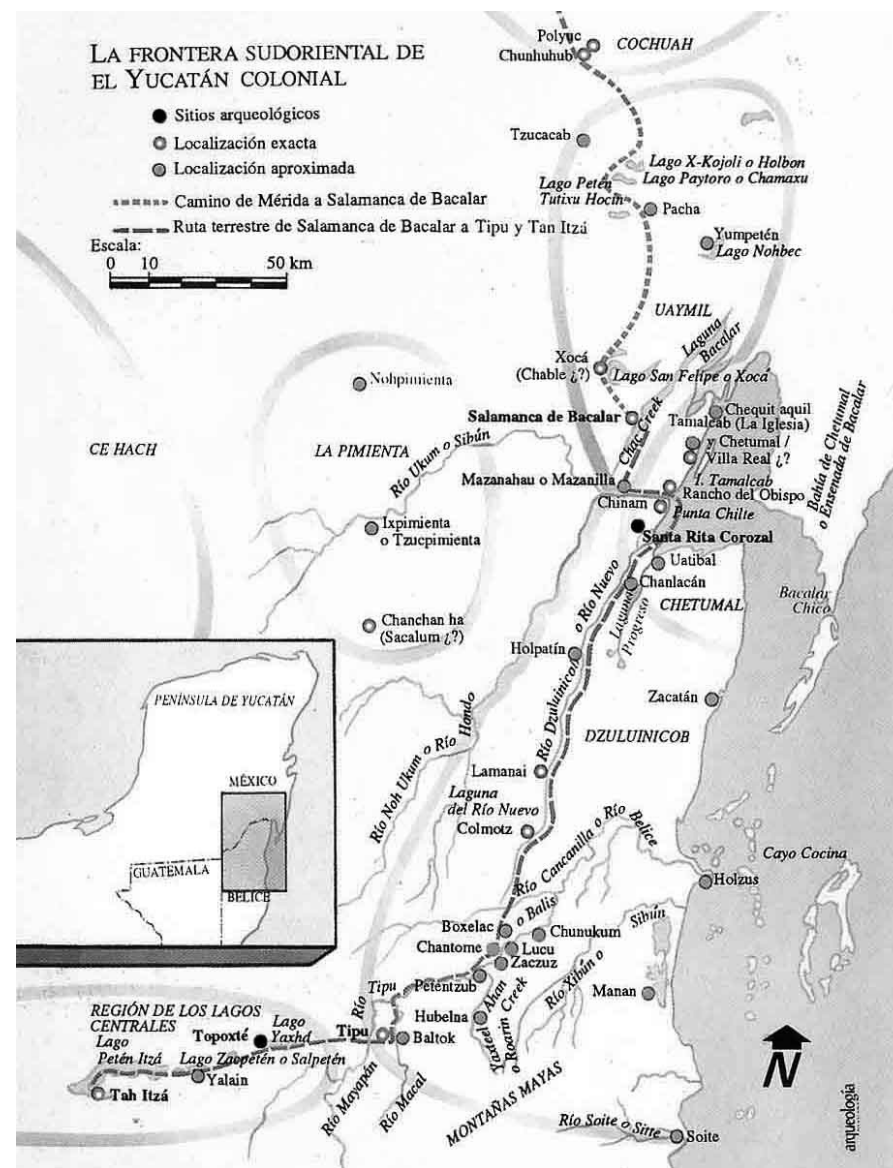 LA FRONTERA SUDORIENTAL DE
EL YUCATÁN COLONIAL
Sitios arqueológicos
Localización exacta
Localización aproximada
Camino de Mérida a Salamanca de Bacalar
Ruta terrestre de Salamanca de Bacalar a Tipu y Tan Itzá
Escala:
0 10 50 km
Polyuc
Chunhuhub
COCHUAH
Tzucacab
Lago X-Kojoli o Holbon
Lago Paytoro o Chamaxu
Lago Petén
Tutixu Hocin
Pacha
Yumpetén
Lago Nohbec
UAYMIL
Laguna
Bacalar
Xocá
(Chable ¿?)
Lago San Felipe o Xocá
Nohpimienta
Salamanca de Bacalar
Chac Creek
Chequit aquil
Tamalcab (La Iglesia)
y Chetumal /
Villa Real ¿?
I. Tamalcab
Rancho del Obispo
Bahía de Chetumal
o Ensenada de Bacalar
CE HACH
LA PIMIENTA
Río Ukum o Sibún
Mazanahau o Mazanilla
Chinam
Punta Chilte
Santa Rita Corozal
Ixpimienta
o Tzucpimienta
Uatibal
Chanlacán
CHETUMAL
Bacalar
Chico
Laguna
Progreso
Chanchan ha
(Sacalum ¿?)
Holpatín
Río Dzuluinicob o Río Nuevo
Zacatán
DZULUINICOB
PENÍNSULA DE YUCATÁN
MÉXICO
GUATEMALA
BELICE
Río Noh Ukum o Río Hondo
Lamanai
Laguna
del Río Nuevo
Colmotz
Río Cancanilla o Río Belice
o Balis
Cayo Cocina
Holzus
Boxelac
Chunukum
Chantome
Lucu
Zaczuz
Peténtzub
Río Xibún o Sibún
Manan
Hubelna
Yaxteel Ahan
o Roarin Creek
Río Tipu
Tipu
Baltok
REGIÓN DE LOS LAGOS
CENTRALES
Lago
Petén Itzá
Topoxté
Lago
Yaxhá
Lago Zacpetén o Salpetén
Yalain
Tah Itzá
Río Mayapán
Río Macal
MONTAÑAS MAYAS
Río Soite o Sitte
Soite
N
arqueología